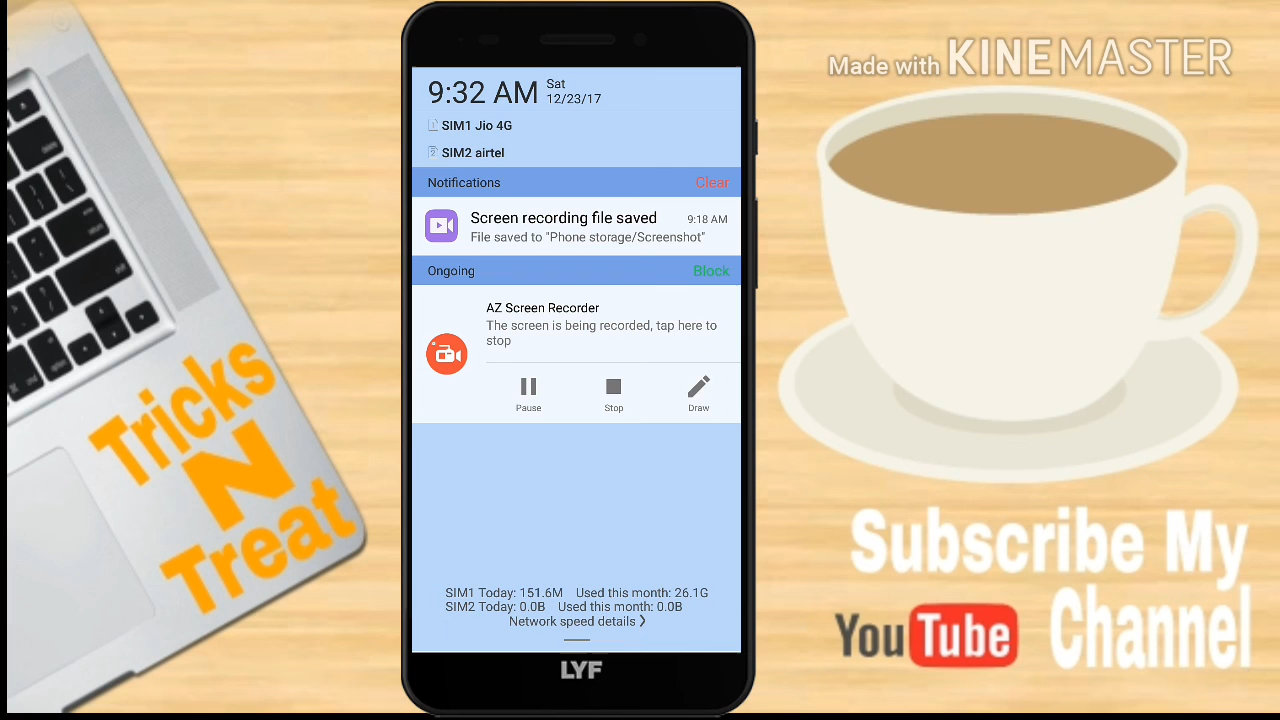 Made with KINEMASTER
9:32 AM
Sat
12/23/17
1 SIM1 Jio 4G
2 SIM2 airtel
Notifications
Clear
Screen recording file saved
9:18 AM
File saved to "Phone storage/Screenshot"
Ongoing
Block
AZ Screen Recorder
The screen is being recorded, tap here to
stop
Pause
Stop
Draw
SIM1 Today: 151.6M Used this month: 26.1G
SIM2 Today: 0.0B Used this month: 0.0B
Network speed details ❯
LYF
Tricks
N
Treat
Subscribe My
YouTube Channel